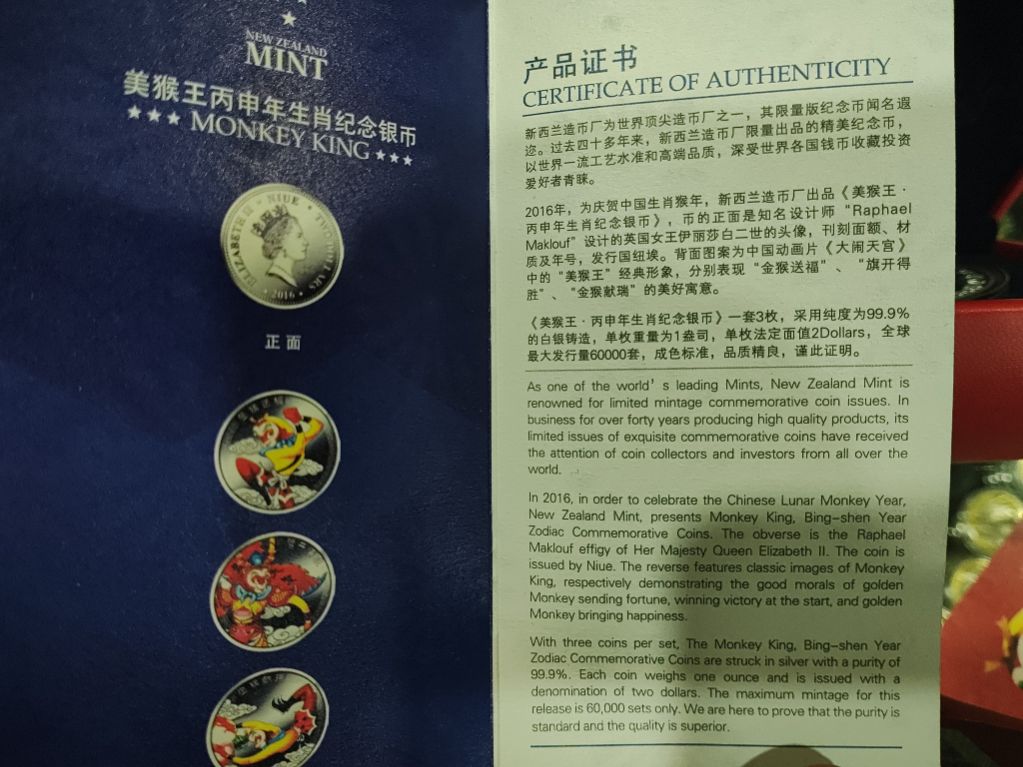 NEW ZEALAND
MINT
美猴王丙申年生肖纪念银币
MONKEY KING
ELIZABETH II • NIUE • TWO DOLLARS
• 2016 •
正面
产品证书
CERTIFICATE OF AUTHENTICITY
新西兰造币厂为世界顶尖造币厂之一，其限量版纪念币闻名遐
迩。过去四十多年来，新西兰造币厂限量出品的精美纪念币，
以世界一流工艺水准和高端品质，深受世界各国钱币收藏投资
爱好者青睐。
2016年，为庆贺中国生肖猴年，新西兰造币厂出品《美猴王·
丙申年生肖纪念银币》，币的正面是知名设计师“Raphael
Maklouf”设计的英国女王伊丽莎白二世的头像，刊刻面额、材
质及年号，发行国纽埃。背面图案为中国动画片《大闹天宫》
中的“美猴王”经典形象，分别表现“金猴送福”、“旗开得
胜”、“金猴献瑞”的美好寓意。
《美猴王·丙申年生肖纪念银币》一套3枚，采用纯度为99.9%
的白银铸造，单枚重量为1盎司，单枚法定面值2Dollars，全球
最大发行量60000套，成色标准，品质精良，谨此证明。
As one of the world's leading Mints, New Zealand Mint is
renowned for limited mintage commemorative coin issues. In
business for over forty years producing high quality products, its
limited issues of exquisite commemorative coins have received
the attention of coin collectors and investors from all over the
world.
In 2016, in order to celebrate the Chinese Lunar Monkey Year,
New Zealand Mint, presents Monkey King, Bing-shen Year
Zodiac Commemorative Coins. The obverse is the Raphael
Maklouf effigy of Her Majesty Queen Elizabeth II. The coin is
issued by Niue. The reverse features classic images of Monkey
King, respectively demonstrating the good morals of golden
Monkey sending fortune, winning victory at the start, and golden
Monkey bringing happiness.
With three coins per set, The Monkey King, Bing-shen Year
Zodiac Commemorative Coins are struck in silver with a purity of
99.9%. Each coin weighs one ounce and is issued with a
denomination of two dollars. The maximum mintage for this
release is 60,000 sets only. We are here to prove that the purity is
standard and the quality is superior.